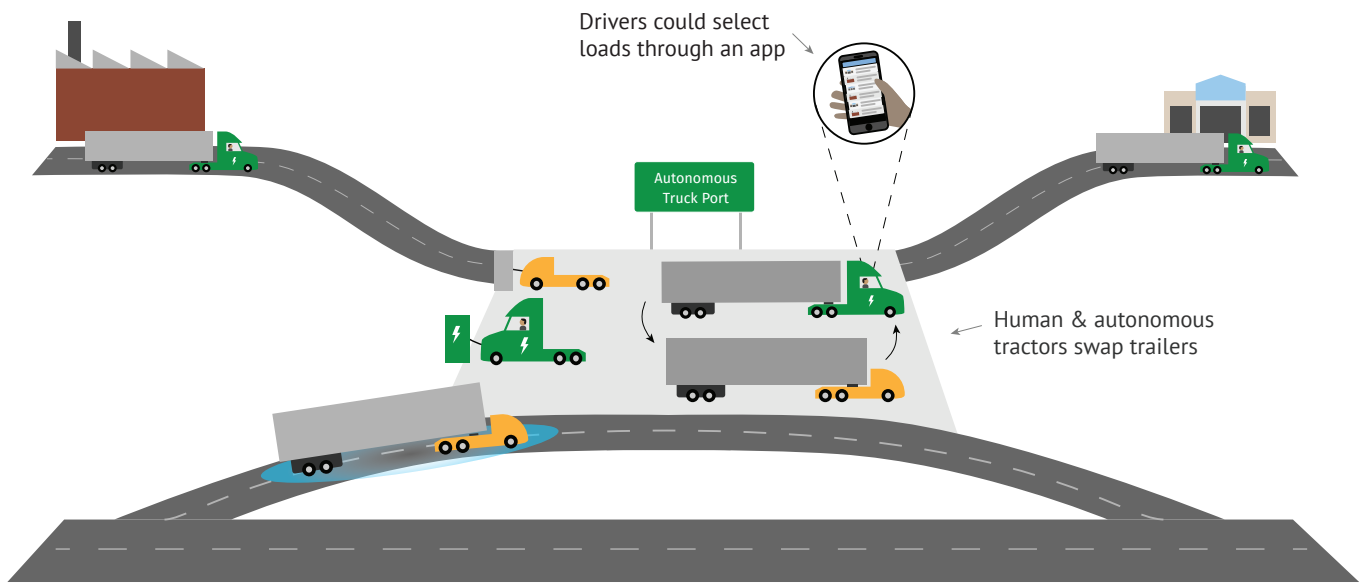 Drivers could select
loads through an app
Autonomous
Truck Port
Human & autonomous
tractors swap trailers